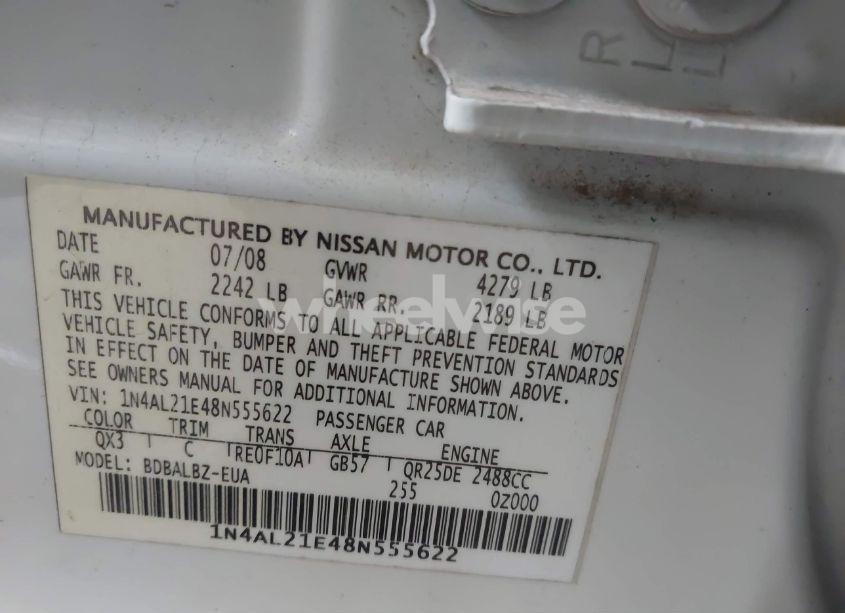 R
L L
MANUFACTURED BY NISSAN MOTOR CO., LTD.
DATE 07/08 GVWR 4279 LB
GAWR FR. 2242 LB GAWR RR. 2189 LB
THIS VEHICLE CONFORMS TO ALL APPLICABLE FEDERAL MOTOR
VEHICLE SAFETY, BUMPER AND THEFT PREVENTION STANDARDS
IN EFFECT ON THE DATE OF MANUFACTURE SHOWN ABOVE.
SEE OWNERS MANUAL FOR ADDITIONAL INFORMATION.
VIN: 1N4AL21E48N555622 PASSENGER CAR
COLOR TRIM TRANS AXLE ENGINE
QX3 C RE0F10A GB57 QR25DE 2488CC
MODEL: BDBALBZ-EUA 255 0Z000
1N4AL21E48N555622
wheelwise